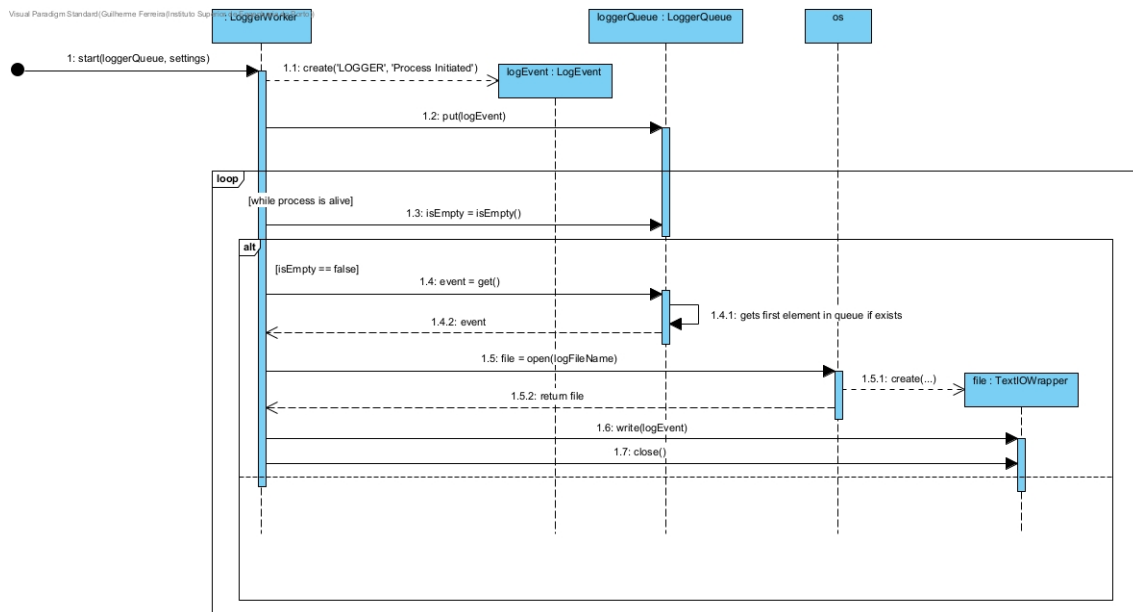 Visual Paradigm Standard(Guilherme Ferreira(Instituto Superior de Engenharia do Porto)
: LoggerWorker
loggerQueue : LoggerQueue
os
1: start(loggerQueue, settings)
1.1: create('LOGGER', 'Process Initiated')
logEvent : LogEvent
1.2: put(logEvent)
loop
[while process is alive]
1.3: isEmpty = isEmpty()
alt
[isEmpty == false]
1.4: event = get()
1.4.1: gets first element in queue if exists
1.4.2: event
1.5: file = open(logFileName)
1.5.1: create(...)
file : TextIOWrapper
1.5.2: return file
1.6: write(logEvent)
1.7: close()